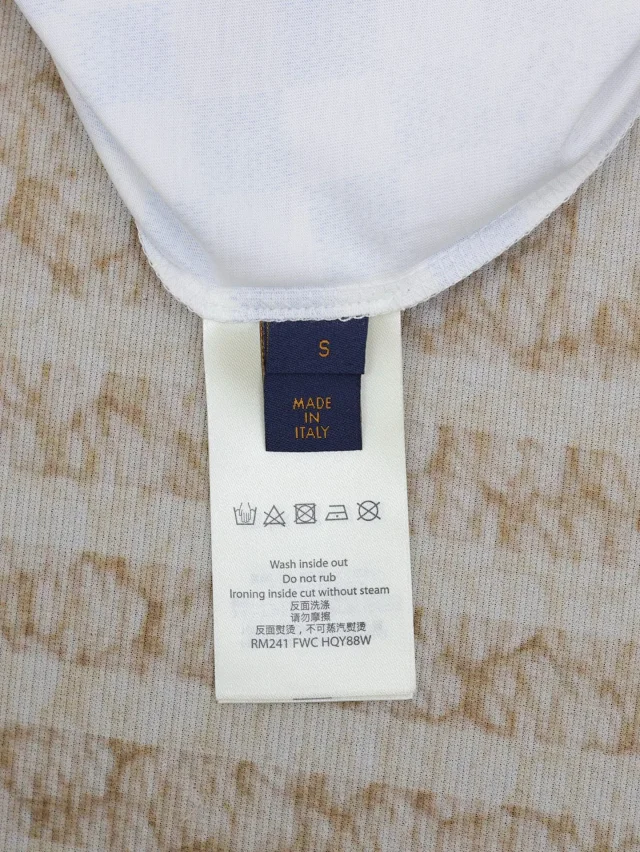 S
MADE
IN
ITALY
Wash inside out
Do not rub
Ironing inside cut without steam
反面洗涤
请勿摩擦
反面熨烫，不可蒸汽熨烫
RM241 FWC HQY88W